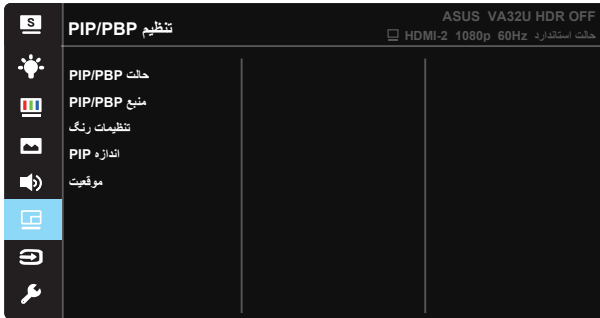 S
تنظیم PIP/PBP
ASUS VA32U HDR OFF
حالت استاندارد HDMI-2 1080p 60Hz
حالت PIP/PBP
منبع PIP/PBP
تنظیمات رنگ
اندازه PIP
موقعیت